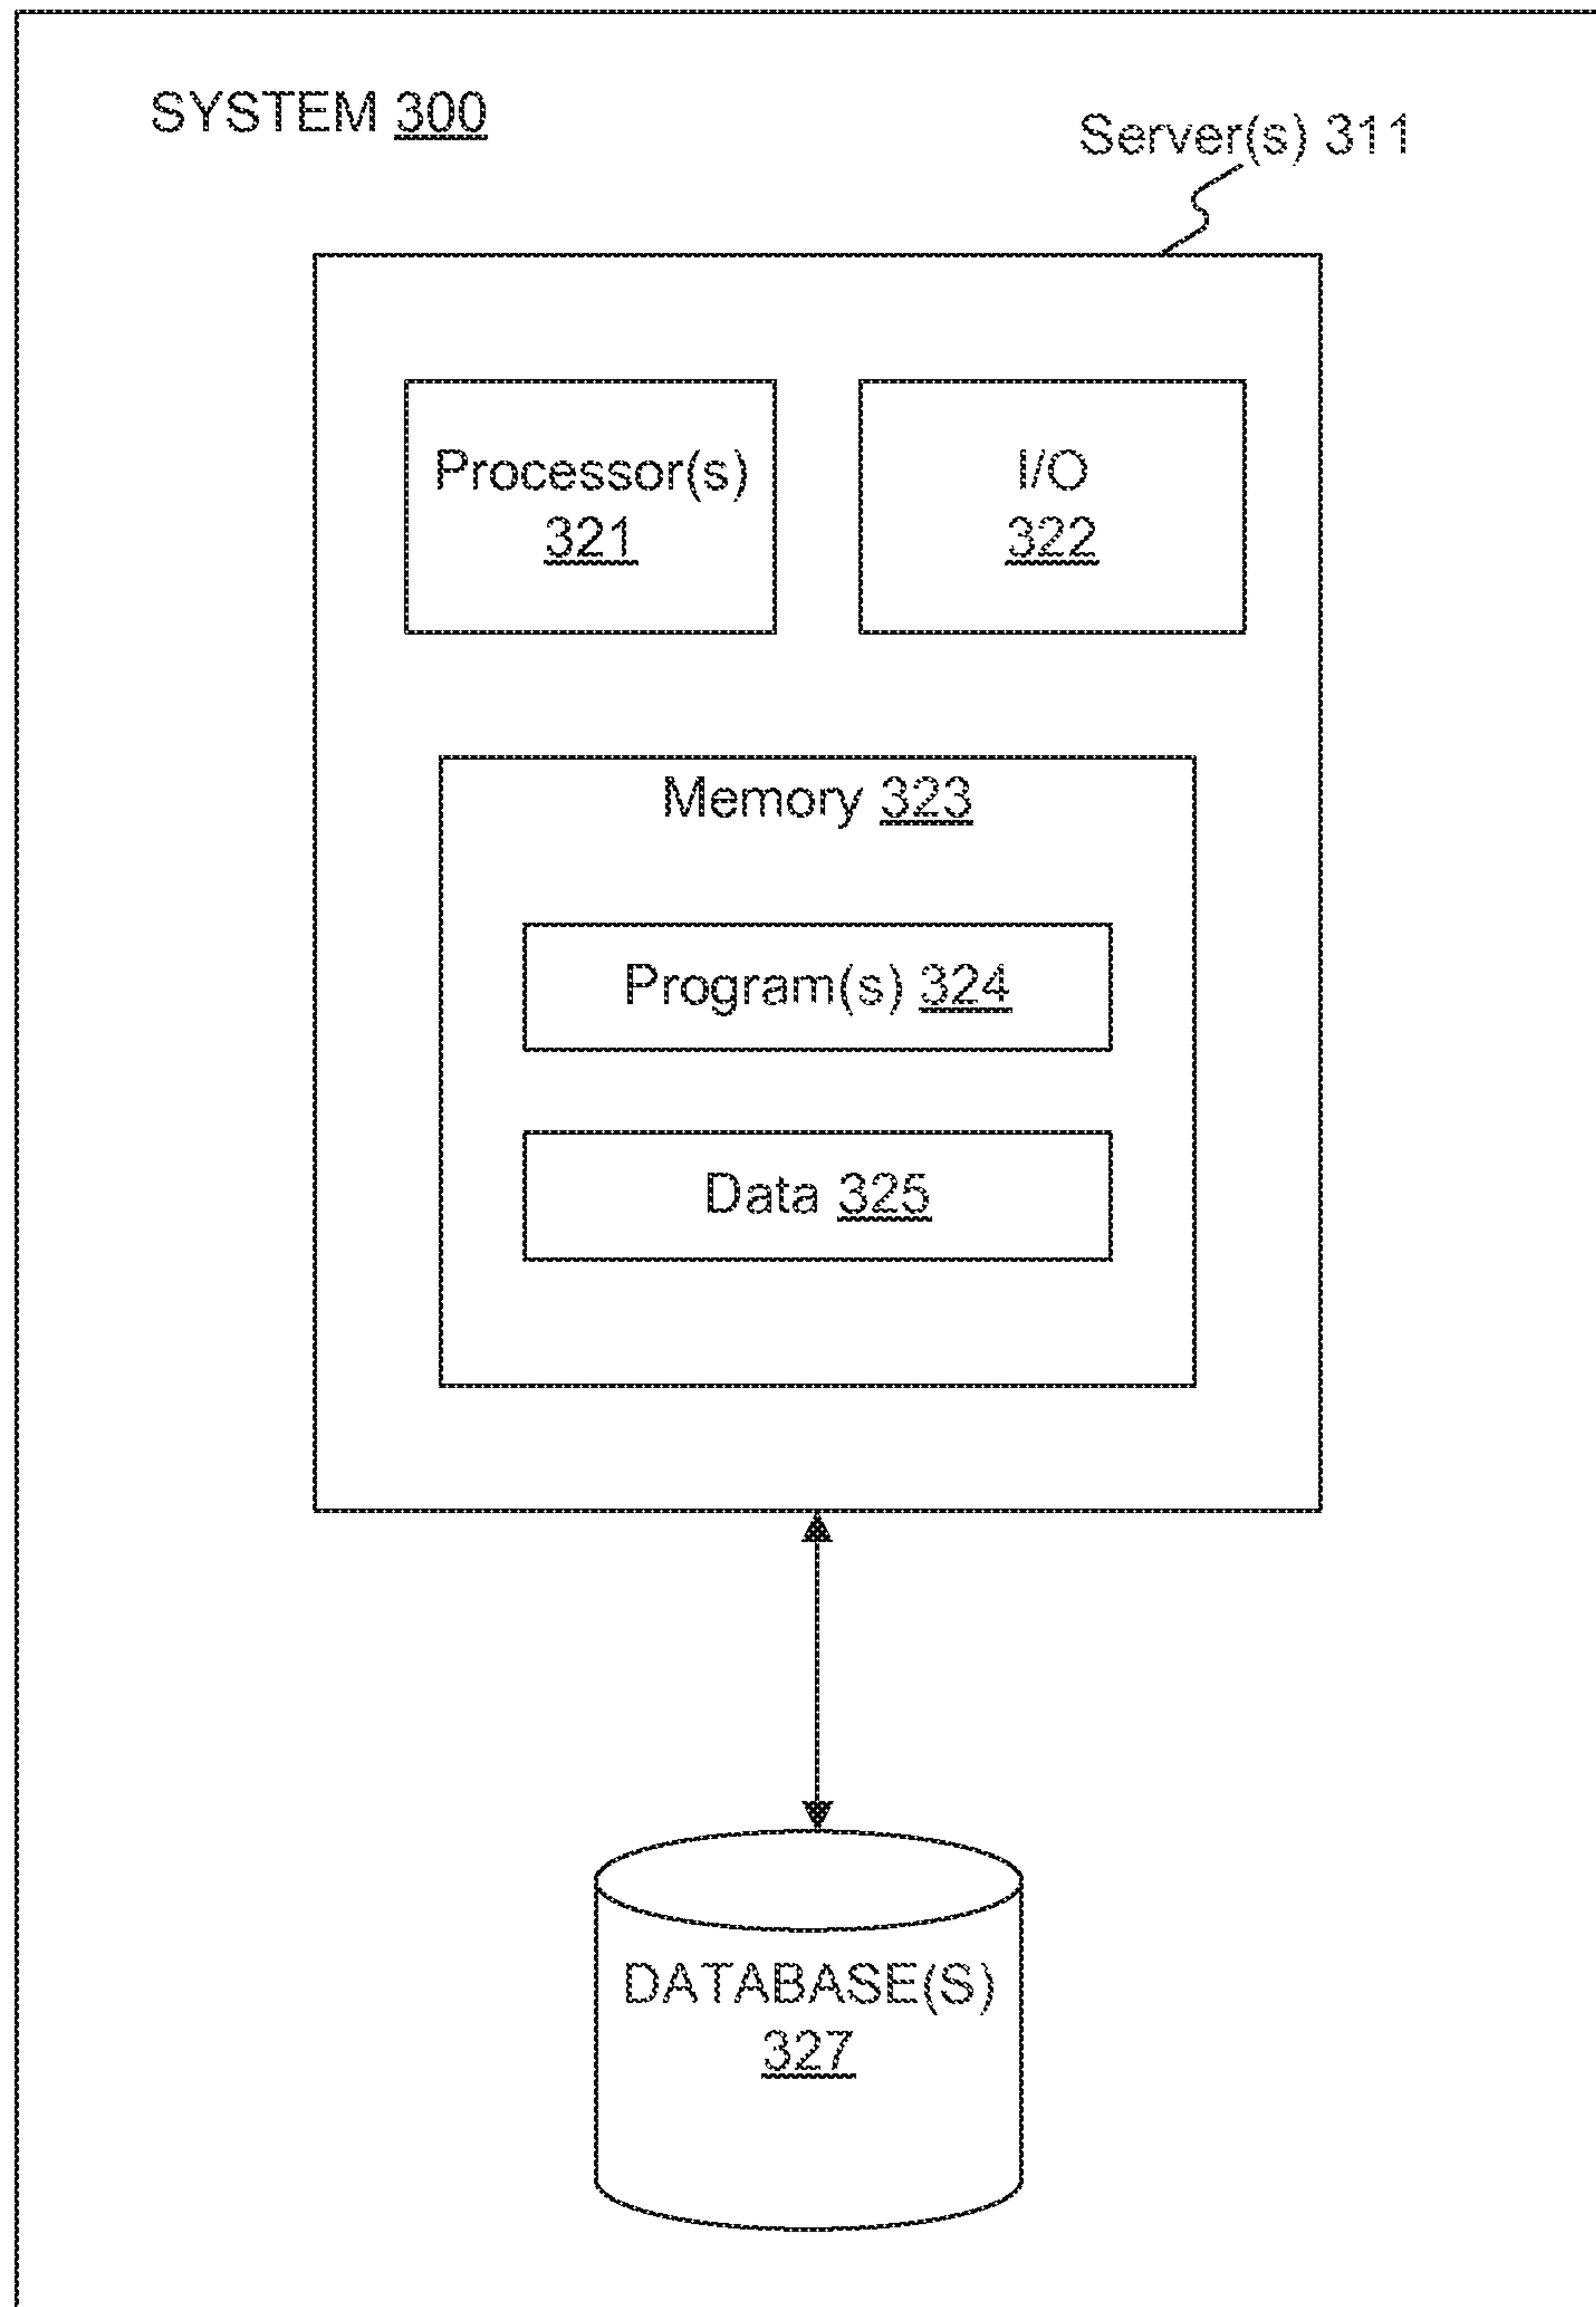 SYSTEM 300
Server(s) 311
Processor(s)
321
I/O
322
Memory 323
Program(s) 324
Data 325
DATABASE(S)
327